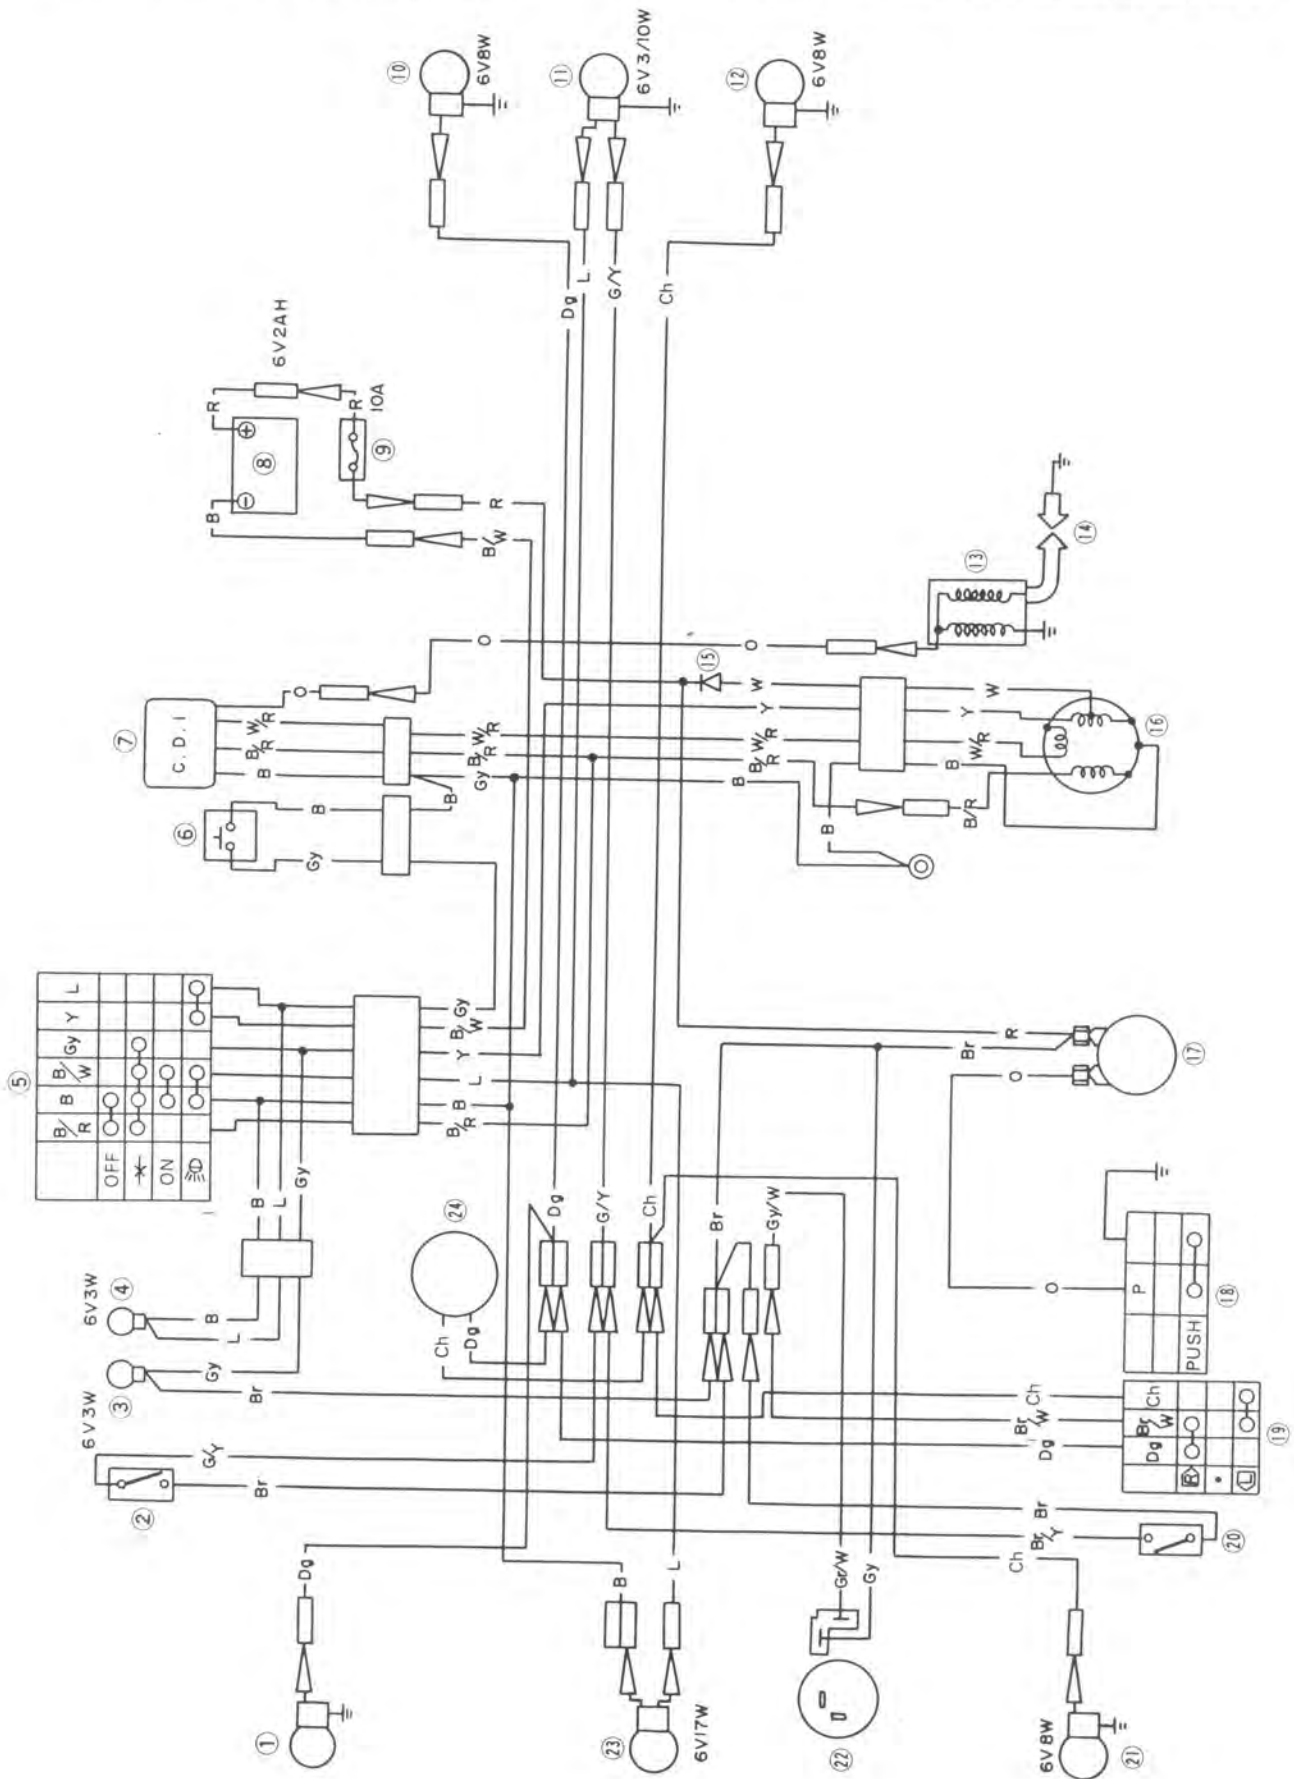 ⑩
6V8W
⑪
6V3/10W
⑫
6V8W
Dg
L
G/Y
Ch
6V2AH
R
R
10A
⊕
⑧
⊖
⑨
B
R
B/W
⑬
⑭
O
O
⑮
⑦
C.D.I
O
W/R
B/R
B
W/R
B/R
Gy
B
⑥
B
Gy
W
Y
W/R
B/R
B
B
W
Y
W/R
B
B/R
⑯
⑤
B/R
B
B/W
Gy
Y
L
OFF
ON
Gy
B/W
Y
L
B
B/R
B
L
Gy
6V3W
④
B
L
6V3W
③
Gy
Br
②
G/Y
Br
㉔
Ch
Dg
Dg
G/Y
Ch
Br
Gy/W
R
Br
O
⑰
O
P
PUSH
⑱
Ch
Br/W
Dg
Ch
Br/W
Dg
R
•
L
⑲
Br
Br/Y
⑳
Ch
①
Dg
㉓
6V17W
B
L
㉒
Gr/W
Gy
6V8W
㉑